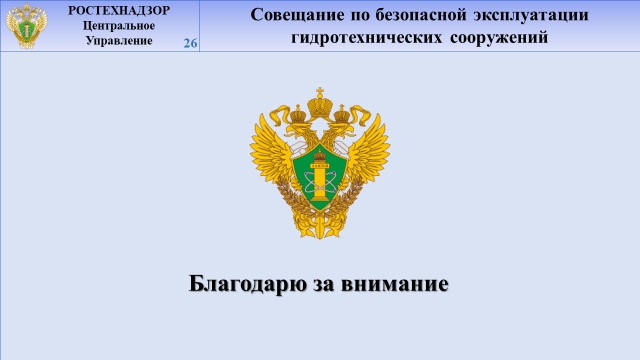 РОСТЕХНАДЗОР
Центральное
Управление
26
Совещание по безопасной эксплуатации
гидротехнических сооружений
Благодарю за внимание